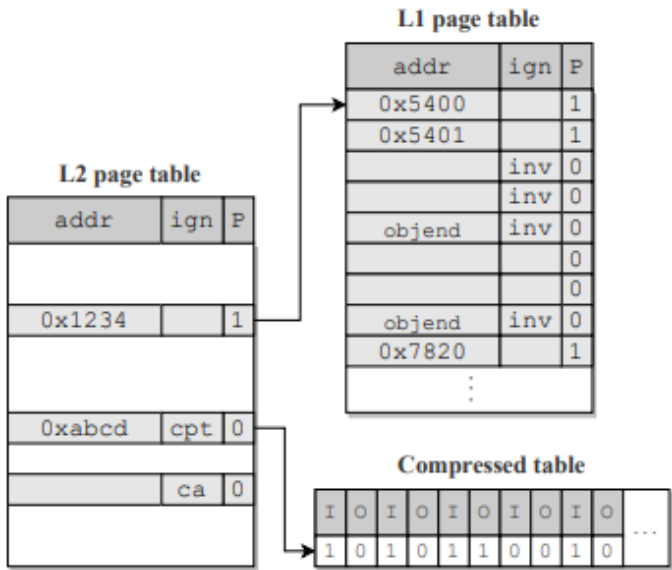 L1 page table
addr ign P
0x5400 1
0x5401 1
inv 0
inv 0
objend inv 0
0
0
objend inv 0
0x7820 1
⋮
L2 page table
addr ign P
0x1234 1
0xabcd cpt 0
ca 0
Compressed table
I O I O I O I O I O ...
1 0 1 0 1 1 0 0 1 0